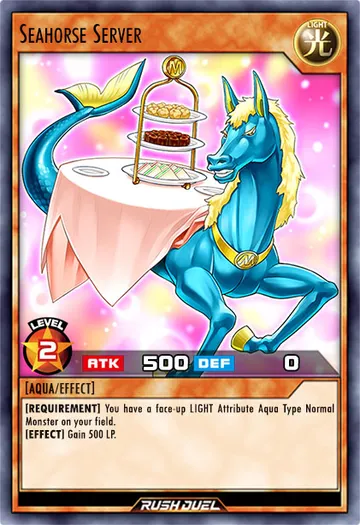 SEAHORSE SERVER
LIGHT
光
M
M
LEVEL
2
ATK 500 DEF 0
[AQUA/EFFECT]
[REQUIREMENT] You have a face-up LIGHT Attribute Aqua Type Normal
Monster on your field.
[EFFECT] Gain 500 LP.
RUSH DUEL